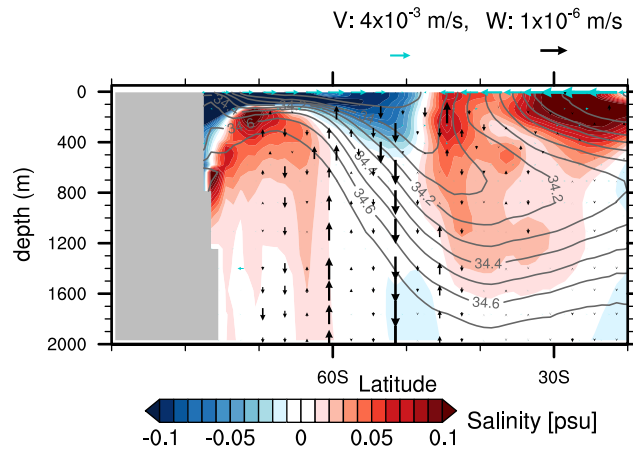 V: 4x10⁻³ m/s, W: 1x10⁻⁶ m/s
0
400
800
1200
1600
2000
depth (m)
34.6
34.2
34.2
34.4
34.6
34.6
60S
30S
Latitude
-0.1 -0.05 0 0.05 0.1
Salinity [psu]